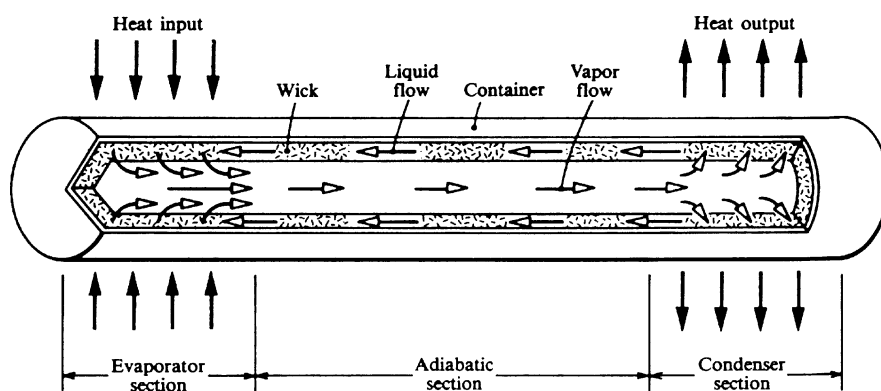 Heat input
Heat output
Wick
Liquid
flow
Container
Vapor
flow
Evaporator
section
Adiabatic
section
Condenser
section